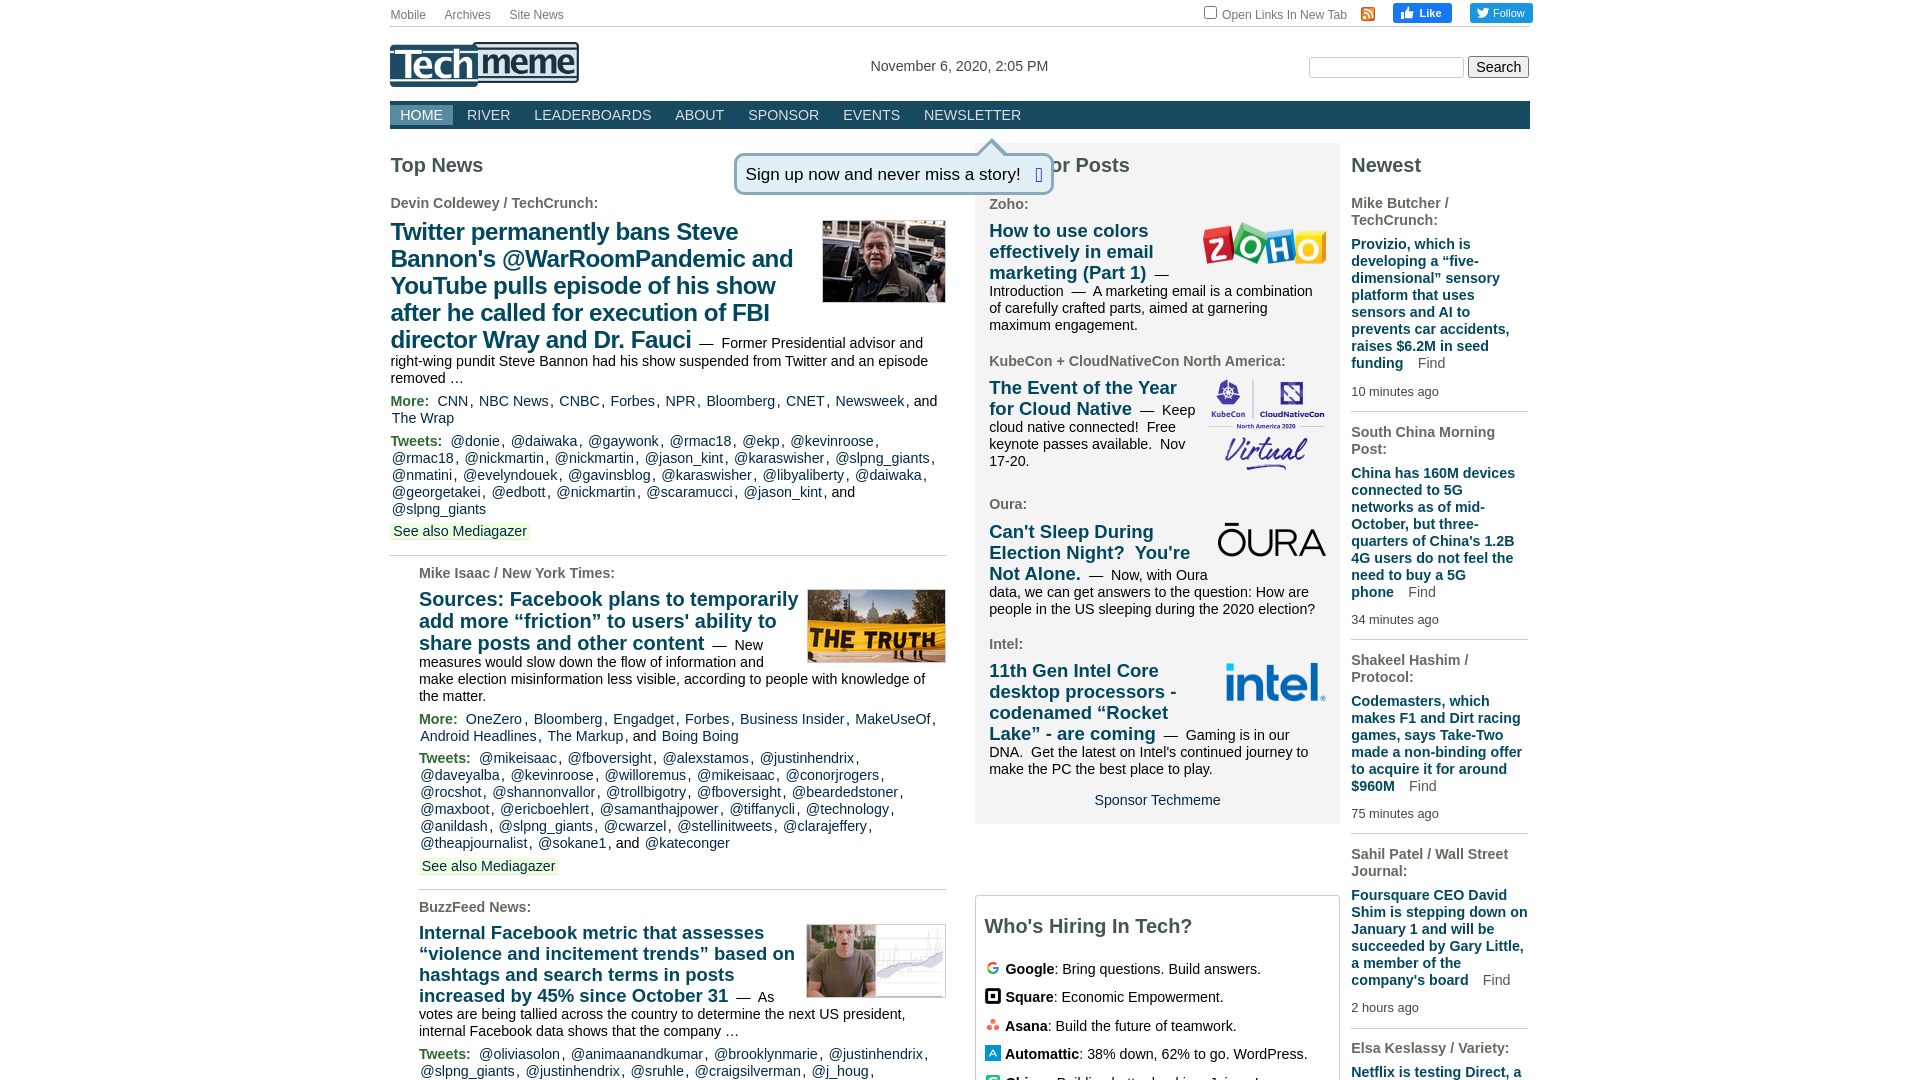 Mobile Archives Site News
Open Links In New Tab
Like
Follow
Techmeme
November 6, 2020, 2:05 PM
Search
HOME RIVER LEADERBOARDS ABOUT SPONSOR EVENTS NEWSLETTER
Sign up now and never miss a story!
Top News
Devin Coldewey / TechCrunch:
Twitter permanently bans Steve
Bannon's @WarRoomPandemic and
YouTube pulls episode of his show
after he called for execution of FBI
director Wray and Dr. Fauci — Former Presidential advisor and
right-wing pundit Steve Bannon had his show suspended from Twitter and an episode
removed …
More: CNN, NBC News, CNBC, Forbes, NPR, Bloomberg, CNET, Newsweek, and
The Wrap
Tweets: @donie, @daiwaka, @gaywonk, @rmac18, @ekp, @kevinroose,
@rmac18, @nickmartin, @nickmartin, @jason_kint, @karaswisher, @slpng_giants,
@nmatini, @evelyndouek, @gavinsblog, @karaswisher, @libyaliberty, @daiwaka,
@georgetakei, @edbott, @nickmartin, @scaramucci, @jason_kint, and
@slpng_giants
See also Mediagazer
Mike Isaac / New York Times:
Sources: Facebook plans to temporarily
add more “friction” to users' ability to
share posts and other content — New
measures would slow down the flow of information and
make election misinformation less visible, according to people with knowledge of
the matter.
THE TRUTH
More: OneZero, Bloomberg, Engadget, Forbes, Business Insider, MakeUseOf,
Android Headlines, The Markup, and Boing Boing
Tweets: @mikeisaac, @fboversight, @alexstamos, @justinhendrix,
@daveyalba, @kevinroose, @willoremus, @mikeisaac, @conorjrogers,
@rocshot, @shannonvallor, @trollbigotry, @fboversight, @beardedstoner,
@maxboot, @ericboehlert, @samanthajpower, @tiffanycli, @technology,
@anildash, @slpng_giants, @cwarzel, @stellinitweets, @clarajeffery,
@theapjournalist, @sokane1, and @kateconger
See also Mediagazer
BuzzFeed News:
Internal Facebook metric that assesses
“violence and incitement trends” based on
hashtags and search terms in posts
increased by 45% since October 31 — As
votes are being tallied across the country to determine the next US president,
internal Facebook data shows that the company …
Tweets: @oliviasolon, @animaanandkumar, @brooklynmarie, @justinhendrix,
@slpng_giants, @justinhendrix, @sruhle, @craigsilverman, @j_houg,
or Posts
Zoho:
How to use colors
effectively in email
marketing (Part 1) —
Introduction — A marketing email is a combination
of carefully crafted parts, aimed at garnering
maximum engagement.
ZOHO
KubeCon + CloudNativeCon North America:
The Event of the Year
for Cloud Native — Keep
cloud native connected! Free
keynote passes available. Nov
17-20.
KubeCon CloudNativeCon
North America 2020
Virtual
Oura:
Can't Sleep During
Election Night? You're
Not Alone. — Now, with Oura
data, we can get answers to the question: How are
people in the US sleeping during the 2020 election?
ŌURA
Intel:
11th Gen Intel Core
desktop processors -
codenamed “Rocket
Lake” - are coming — Gaming is in our
DNA. Get the latest on Intel's continued journey to
make the PC the best place to play.
intel.
Sponsor Techmeme
Who's Hiring In Tech?
Google: Bring questions. Build answers.
Square: Economic Empowerment.
Asana: Build the future of teamwork.
Automattic: 38% down, 62% to go. WordPress.
Newest
Mike Butcher /
TechCrunch:
Provizio, which is
developing a “five-
dimensional” sensory
platform that uses
sensors and AI to
prevents car accidents,
raises $6.2M in seed
funding Find
10 minutes ago
South China Morning
Post:
China has 160M devices
connected to 5G
networks as of mid-
October, but three-
quarters of China's 1.2B
4G users do not feel the
need to buy a 5G
phone Find
34 minutes ago
Shakeel Hashim /
Protocol:
Codemasters, which
makes F1 and Dirt racing
games, says Take-Two
made a non-binding offer
to acquire it for around
$960M Find
75 minutes ago
Sahil Patel / Wall Street
Journal:
Foursquare CEO David
Shim is stepping down on
January 1 and will be
succeeded by Gary Little,
a member of the
company's board Find
2 hours ago
Elsa Keslassy / Variety:
Netflix is testing Direct, a